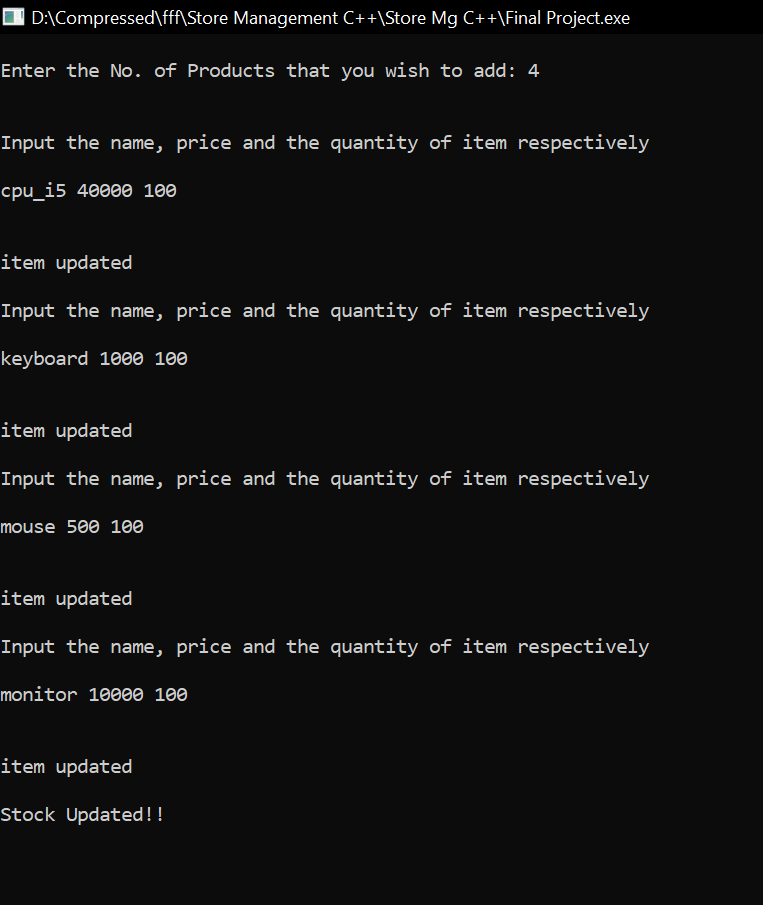 D:\Compressed\fff\Store Management C++\Store Mg C++\Final Project.exe
Enter the No. of Products that you wish to add: 4
Input the name, price and the quantity of item respectively
cpu_i5 40000 100
item updated
Input the name, price and the quantity of item respectively
keyboard 1000 100
item updated
Input the name, price and the quantity of item respectively
mouse 500 100
item updated
Input the name, price and the quantity of item respectively
monitor 10000 100
item updated
Stock Updated!!